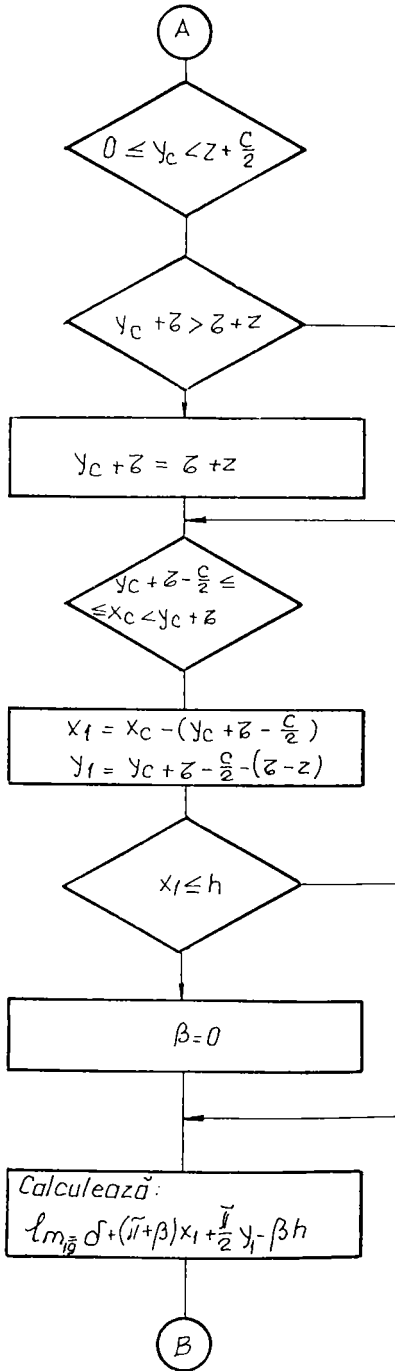 A
0 ≤ yc < z + c/2
yc + z > z + z
yc + z = z + z
yc + z - c/2 ≤
≤ xc < yc + z
x1 = xc - (yc + z - c/2)
y1 = yc + z - c/2 - (z - z)
x1 ≤ h
β = 0
Calculează:
δ + (π + β) x1 + π/2 y1 - βh
B